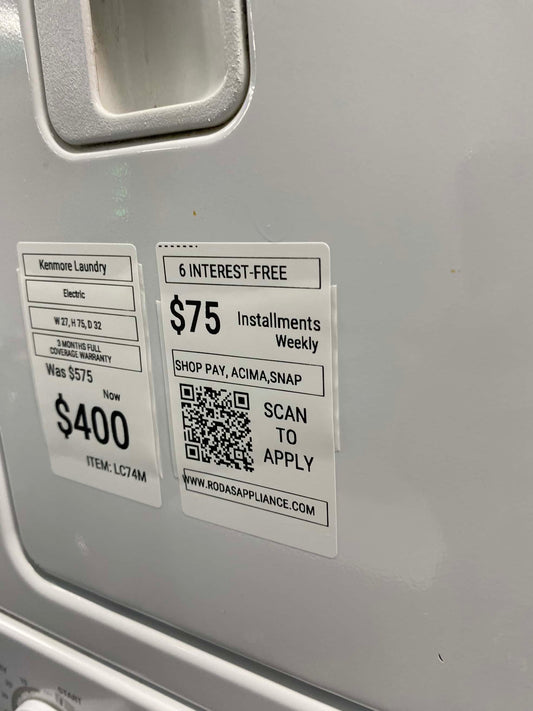 Kenmore Laundry
Electric
W 27, H 75, D 32
3 MONTHS FULL
COVERAGE WARRANTY
Was $575
Now
$400
ITEM: LC74M
6 INTEREST-FREE
$75 Installments
Weekly
SHOP PAY, ACIMA,SNAP
SCAN
TO
APPLY
WWW.RODASAPPLIANCE.COM
START